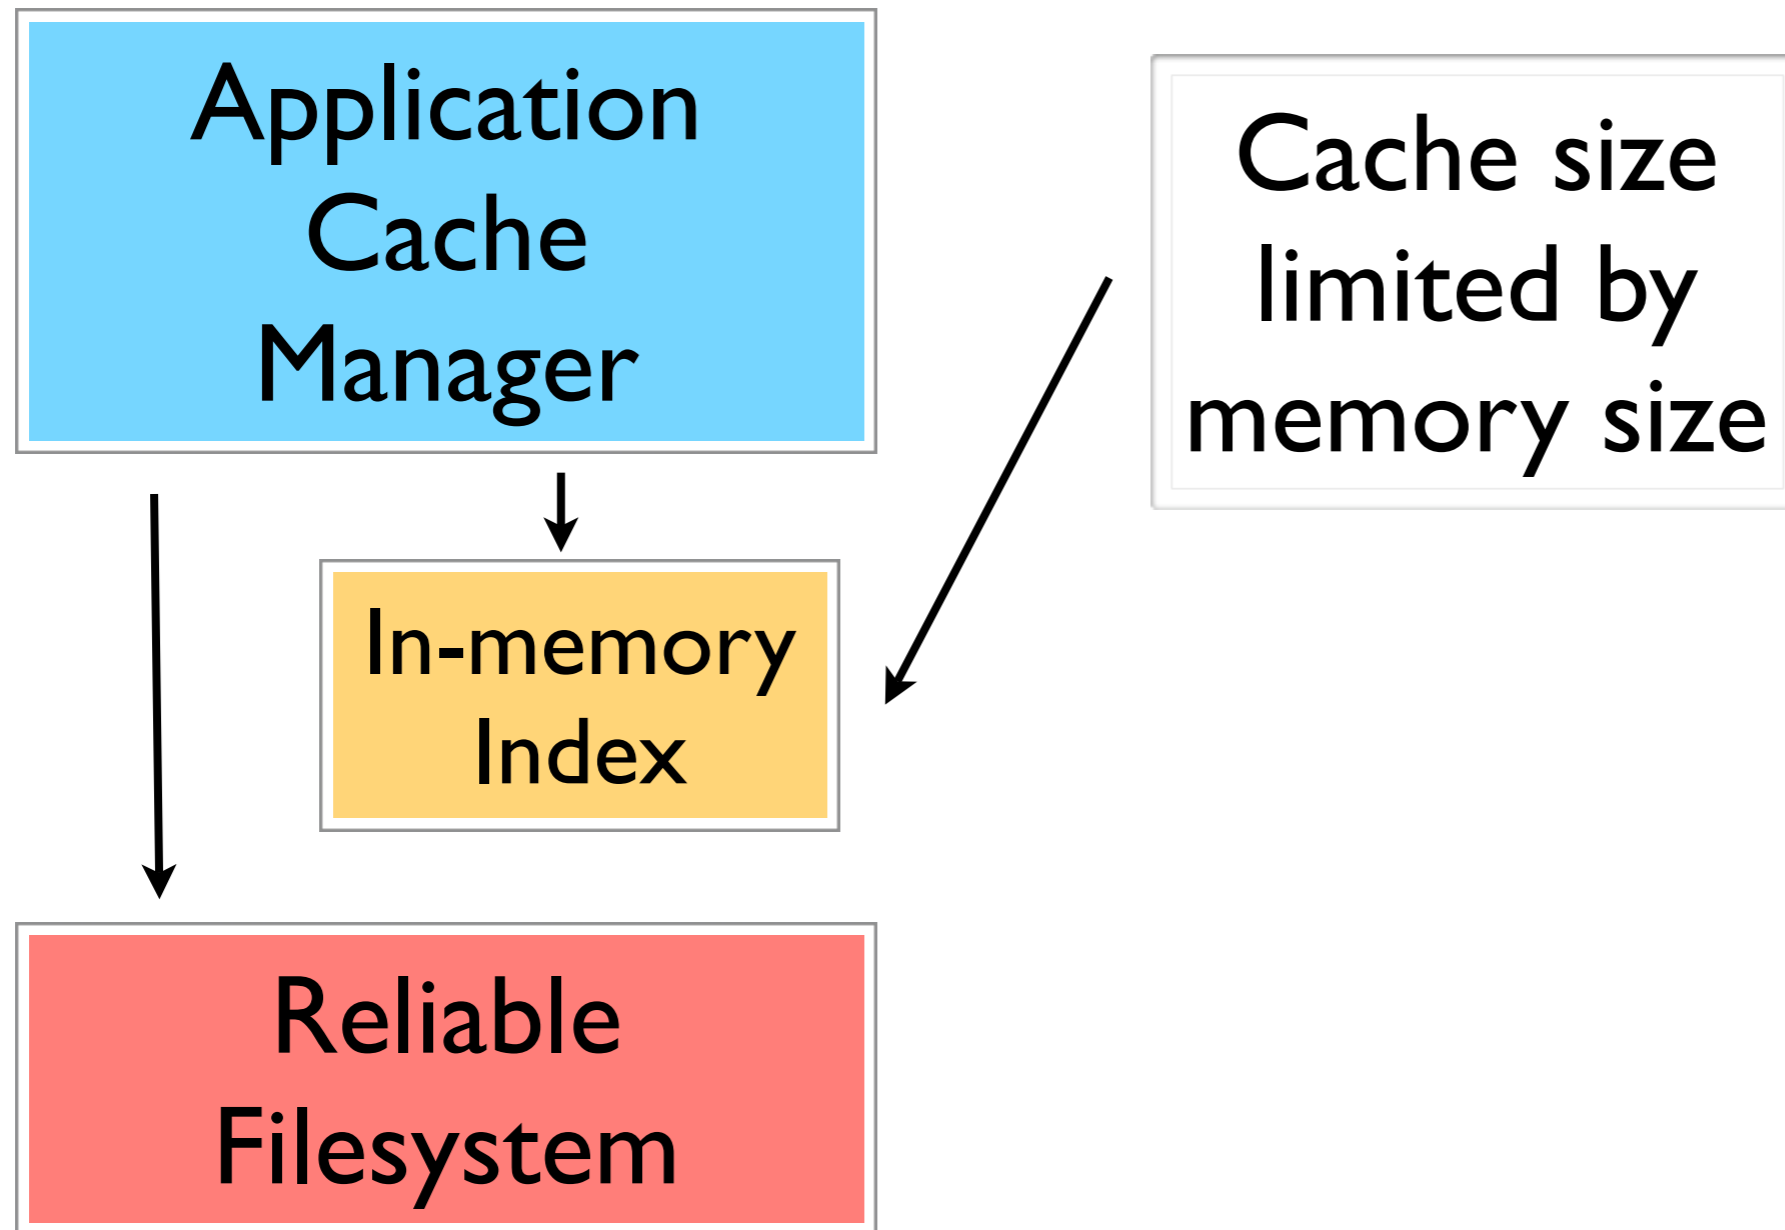 Application
Cache
Manager
Cache size
limited by
memory size
In-memory
Index
Reliable
Filesystem